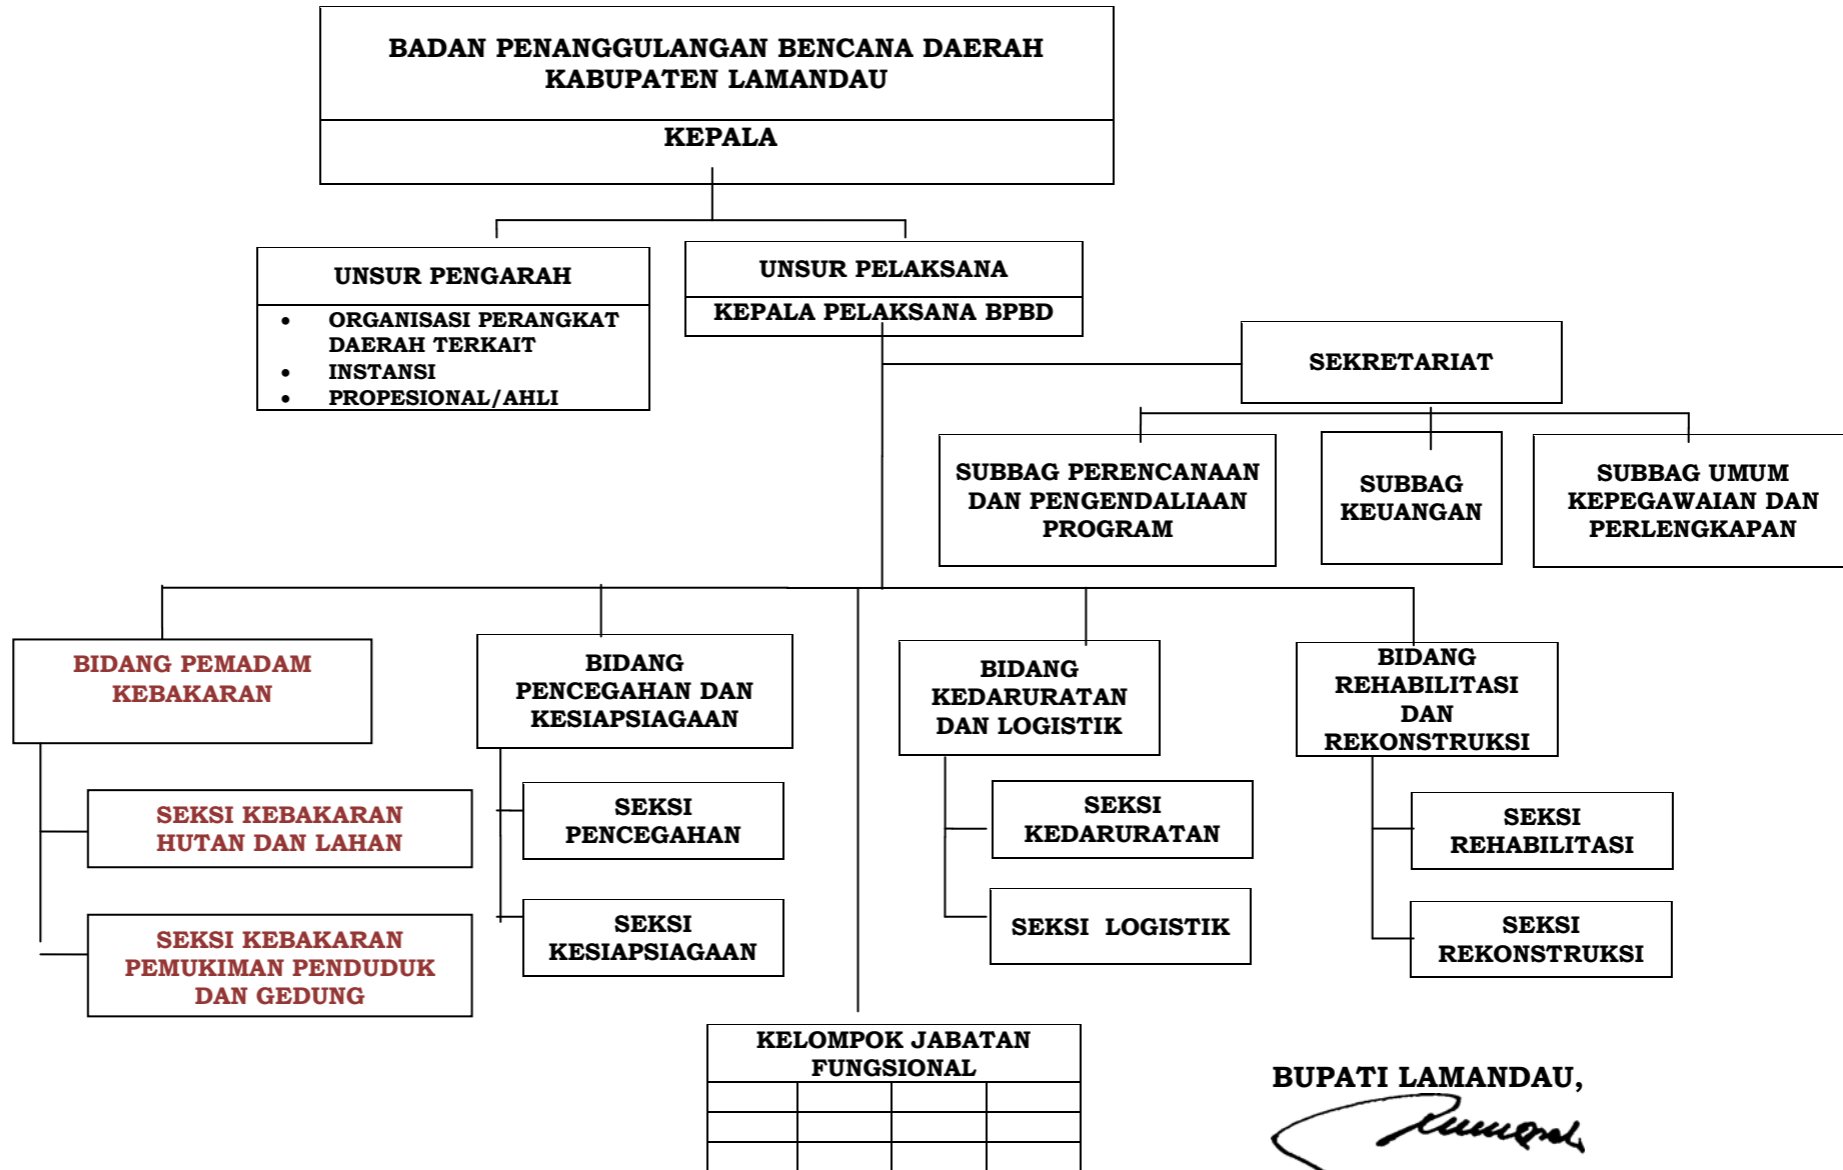 BADAN PENANGGULANGAN BENCANA DAERAH
KABUPATEN LAMANDAU
KEPALA
UNSUR PENGARAH
• ORGANISASI PERANGKAT
DAERAH TERKAIT
• INSTANSI
• PROPESIONAL/AHLI
UNSUR PELAKSANA
KEPALA PELAKSANA BPBD
SEKRETARIAT
SUBBAG PERENCANAAN
DAN PENGENDALIAAN
PROGRAM
SUBBAG
KEUANGAN
SUBBAG UMUM
KEPEGAWAIAN DAN
PERLENGKAPAN
BIDANG PEMADAM
KEBAKARAN
SEKSI KEBAKARAN
HUTAN DAN LAHAN
SEKSI KEBAKARAN
PEMUKIMAN PENDUDUK
DAN GEDUNG
BIDANG
PENCEGAHAN DAN
KESIAPSIAGAAN
SEKSI
PENCEGAHAN
SEKSI
KESIAPSIAGAAN
BIDANG
KEDARURATAN
DAN LOGISTIK
SEKSI
KEDARURATAN
SEKSI LOGISTIK
BIDANG
REHABILITASI
DAN
REKONSTRUKSI
SEKSI
REHABILITASI
SEKSI
REKONSTRUKSI
KELOMPOK JABATAN
FUNGSIONAL
BUPATI LAMANDAU,